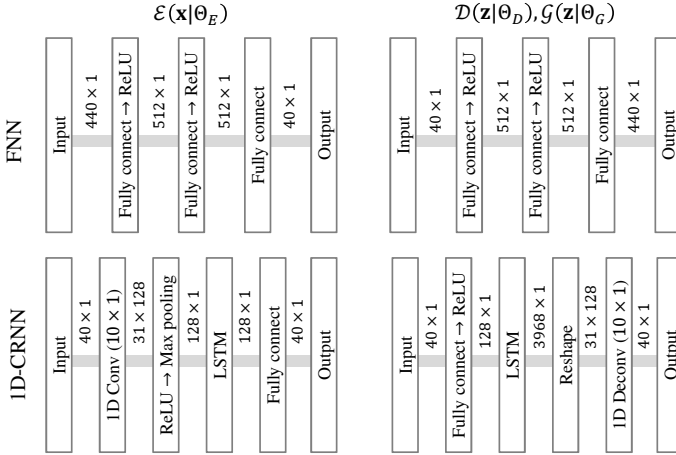 ℰ(𝐱|Θ_E)
𝒟(𝐳|Θ_D), 𝒢(𝐳|Θ_G)
FNN
Input
440 × 1
Fully connect → ReLU
512 × 1
Fully connect → ReLU
512 × 1
Fully connect
40 × 1
Output
Input
40 × 1
Fully connect → ReLU
512 × 1
Fully connect → ReLU
512 × 1
Fully connect
440 × 1
Output
1D-CRNN
Input
40 × 1
1D Conv (10 × 1)
31 × 128
ReLU → Max pooling
128 × 1
LSTM
128 × 1
Fully connect
40 × 1
Output
Input
40 × 1
Fully connect → ReLU
128 × 1
LSTM
3968 × 1
Reshape
31 × 128
1D Deconv (10 × 1)
40 × 1
Output